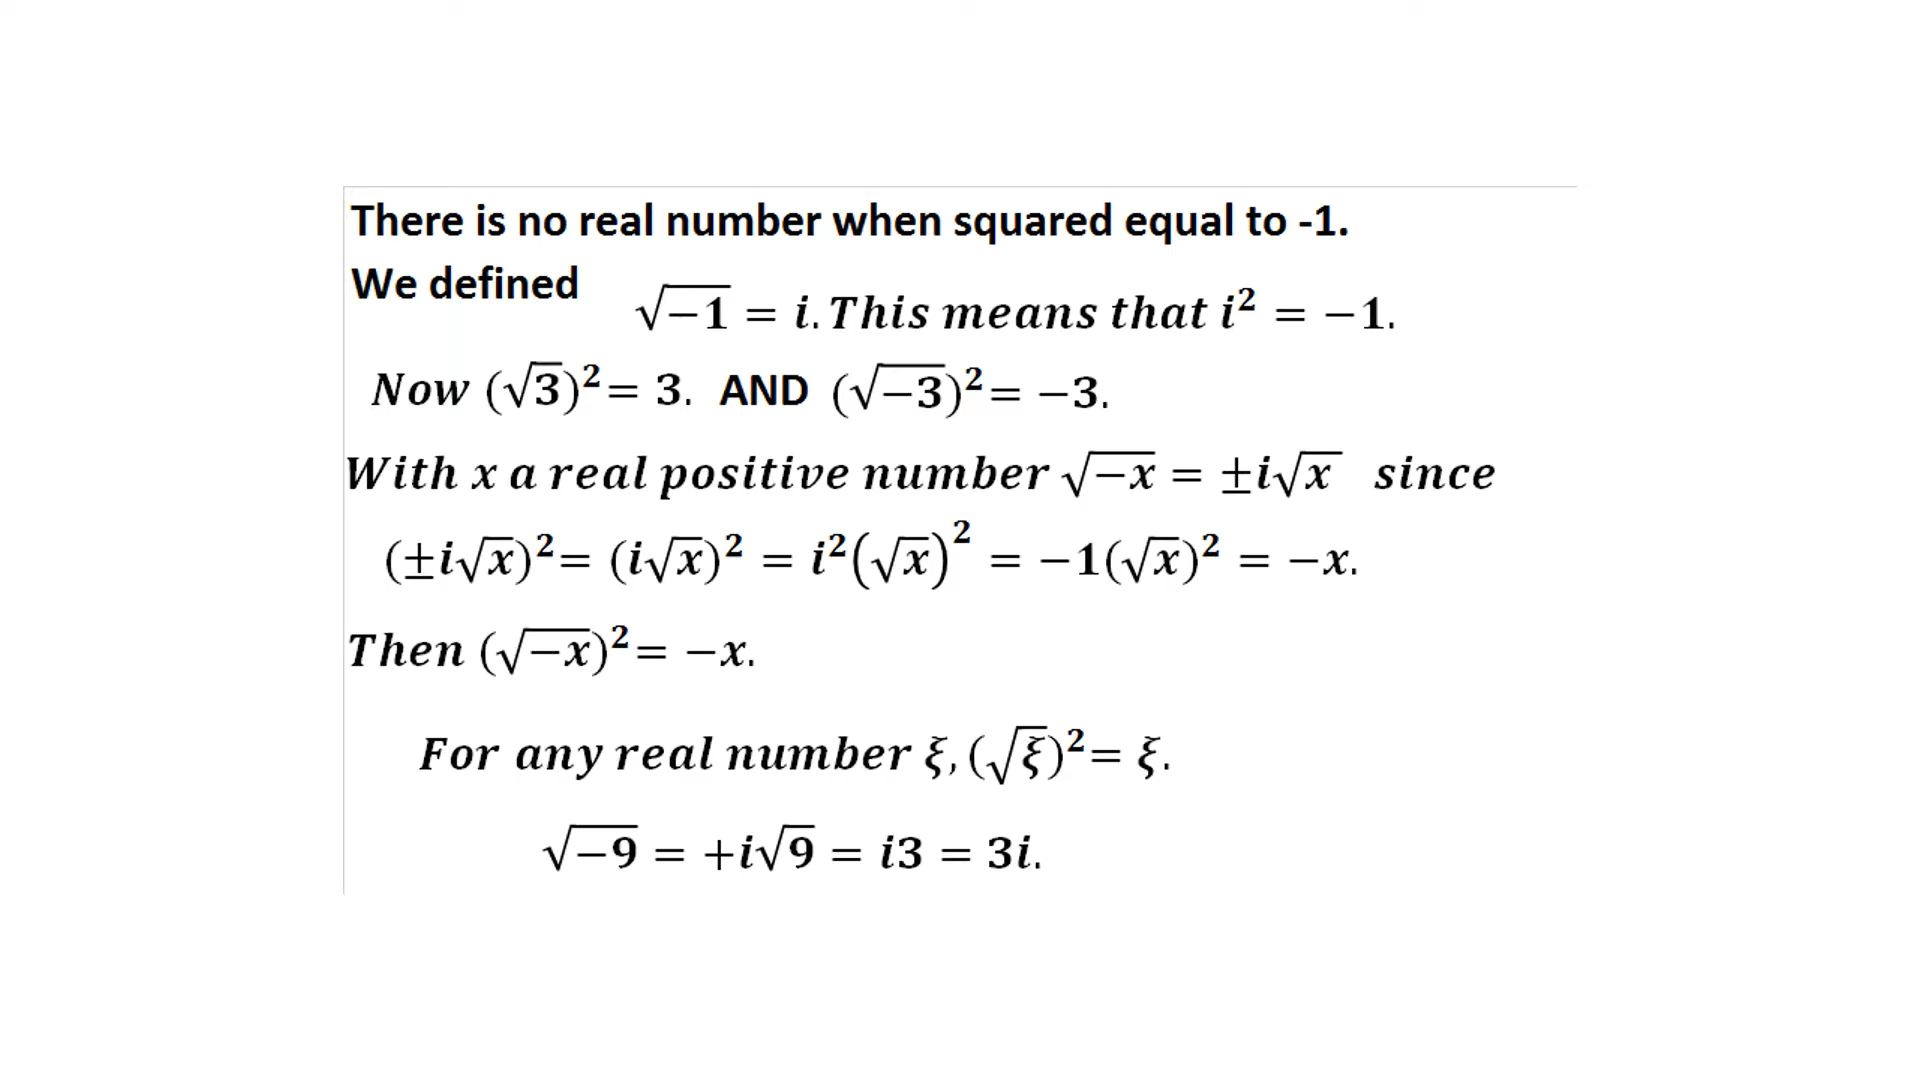 There is no real number when squared equal to -1.
We defined √−1 = i. This means that i² = −1.
Now (√3)² = 3. AND (√−3)² = −3.
With x a real positive number √−x = ±i√x since
(±i√x)² = (i√x)² = i²(√x)² = −1(√x)² = −x.
Then (√−x)² = −x.
For any real number ξ, (√ξ)² = ξ.
√−9 = +i√9 = i3 = 3i.